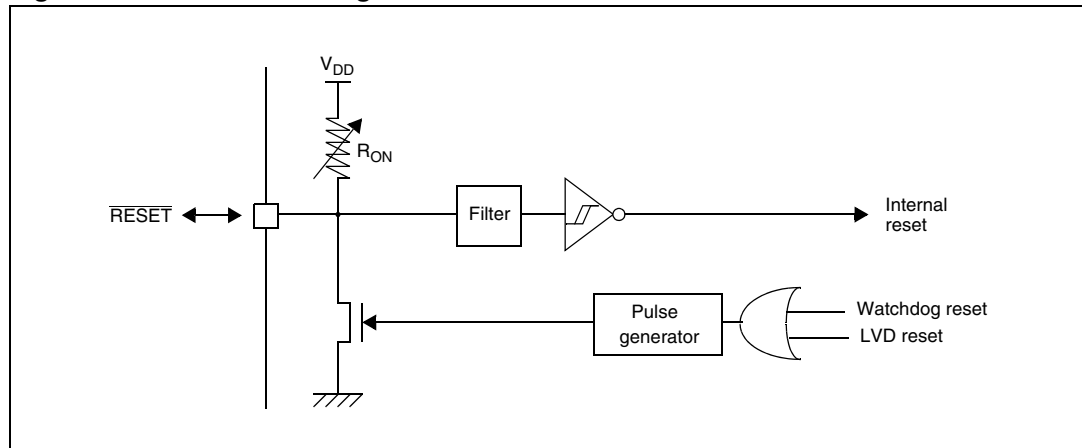 V_DD
R_ON
RESET
Filter
Internal
reset
Pulse
generator
Watchdog reset
LVD reset